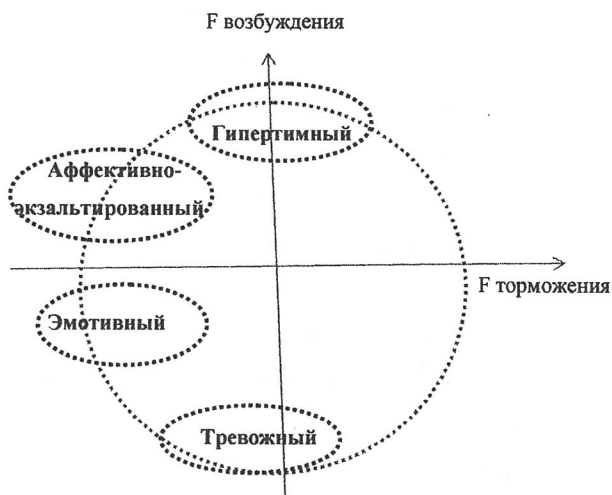 F возбуждения
Гипертимный
Аффективно-
экзальтированный
F торможения
Эмотивный
Тревожный